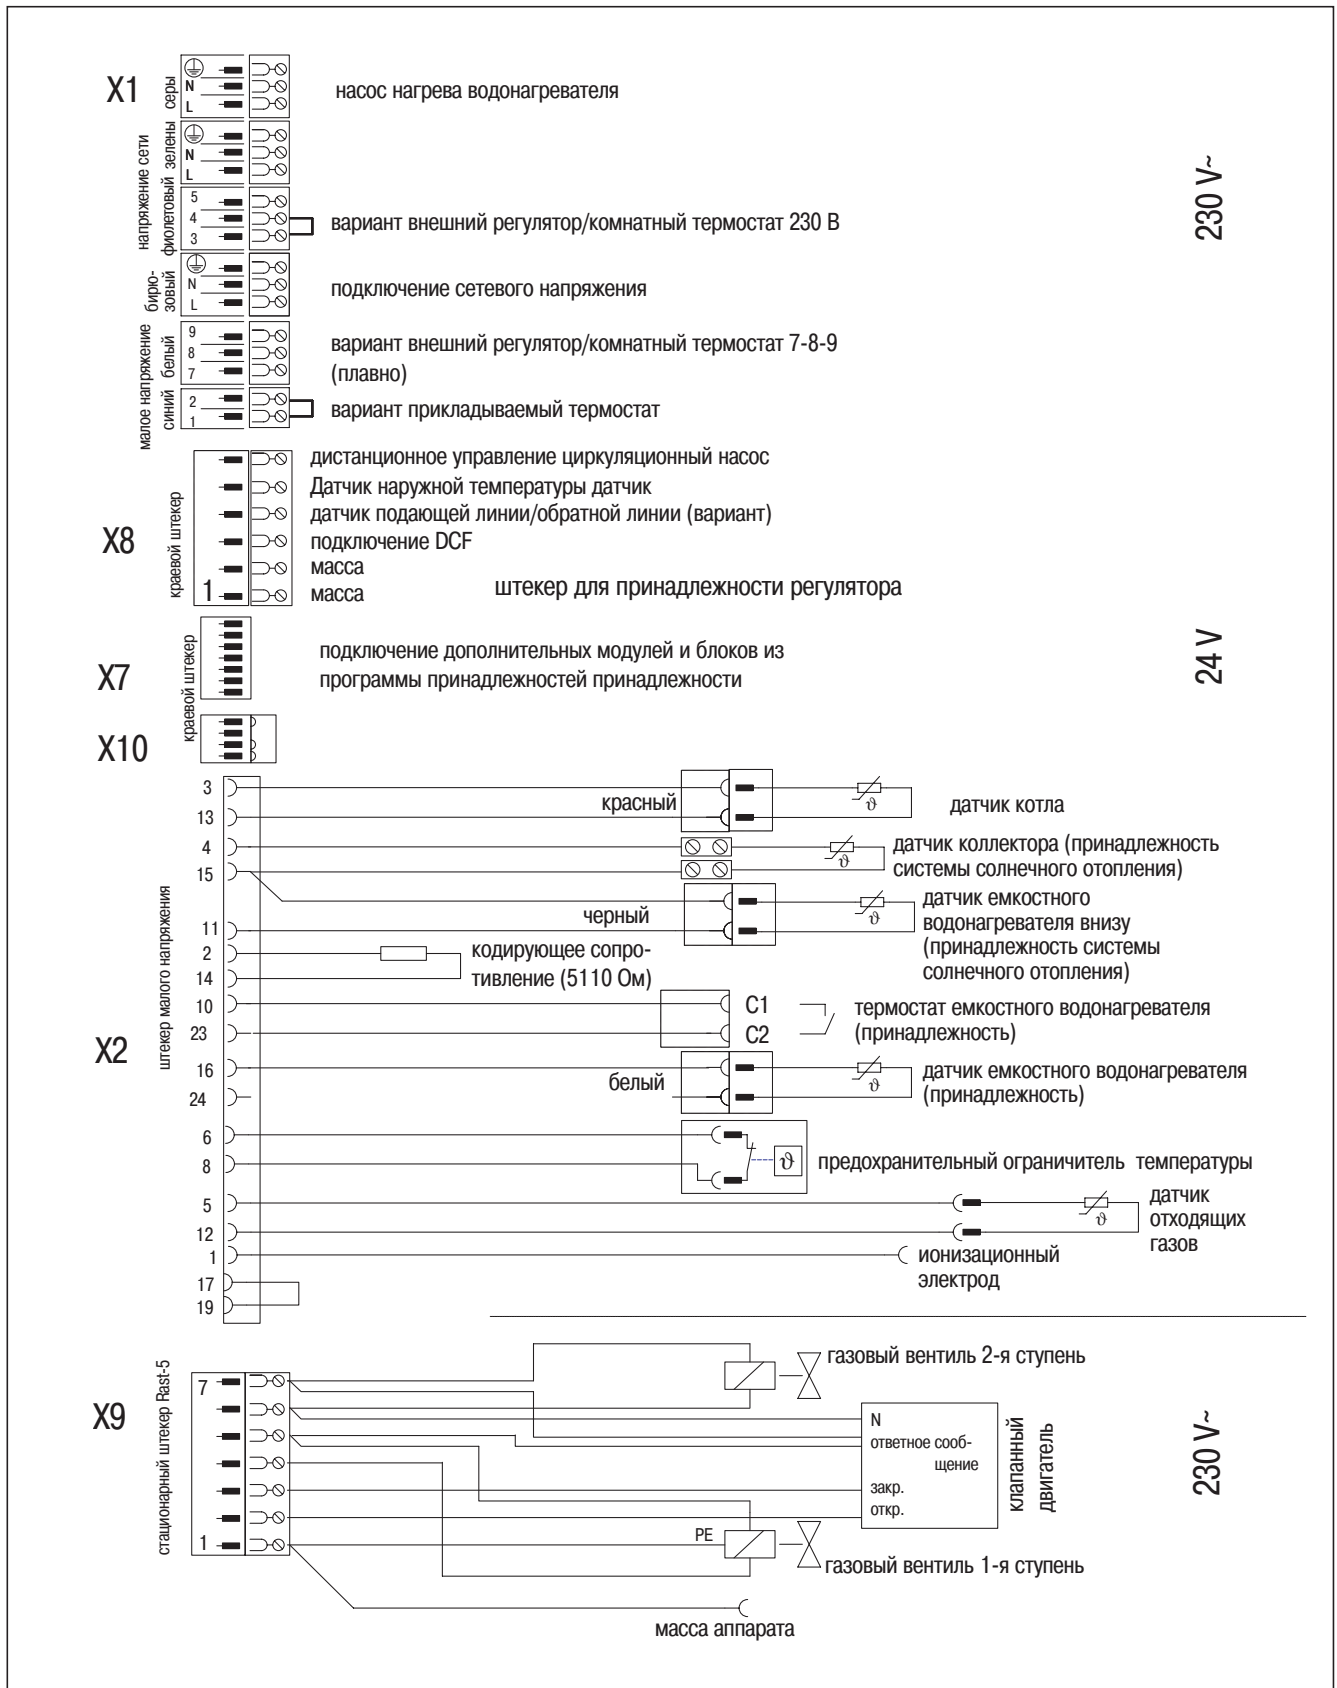 X1
серы
N
L
насос нагрева водонагревателя
напряжение сети
зелены
N
L
фиолетовый
5
4
3
вариант внешний регулятор/комнатный термостат 230 В
230 V~
бирю-
зовый
N
L
подключение сетевого напряжения
малое напряжение
белый
9
8
7
вариант внешний регулятор/комнатный термостат 7-8-9
(плавно)
синий
2
1
вариант прикладываемый термостат
X8
краевой штекер
1
дистанционное управление циркуляционный насос
Датчик наружной температуры датчик
датчик подающей линии/обратной линии (вариант)
подключение DCF
масса
масса
штекер для принадлежности регулятора
X7
краевой штекер
подключение дополнительных модулей и блоков из
программы принадлежностей принадлежности
24 V
X10
X2
штекер малого напряжения
3
13
красный
ϑ
датчик котла
4
15
ϑ
датчик коллектора (принадлежность
системы солнечного отопления)
11
черный
ϑ
датчик емкостного
водонагревателя внизу
(принадлежность системы
солнечного отопления)
2
14
кодирующее сопро-
тивление (5110 Ом)
10
23
C1
C2
термостат емкостного водонагревателя
(принадлежность)
16
24
белый
ϑ
датчик емкостного водонагревателя
(принадлежность)
6
8
ϑ
предохранительный ограничитель температуры
5
12
ϑ
датчик
отходящих
газов
1
ионизационный
электрод
17
19
X9
стационарный штекер Rast-5
7
1
газовый вентиль 2-я ступень
N
ответное сооб-
щение
закр.
откр.
клапанный
двигатель
230 V~
PE
газовый вентиль 1-я ступень
масса аппарата